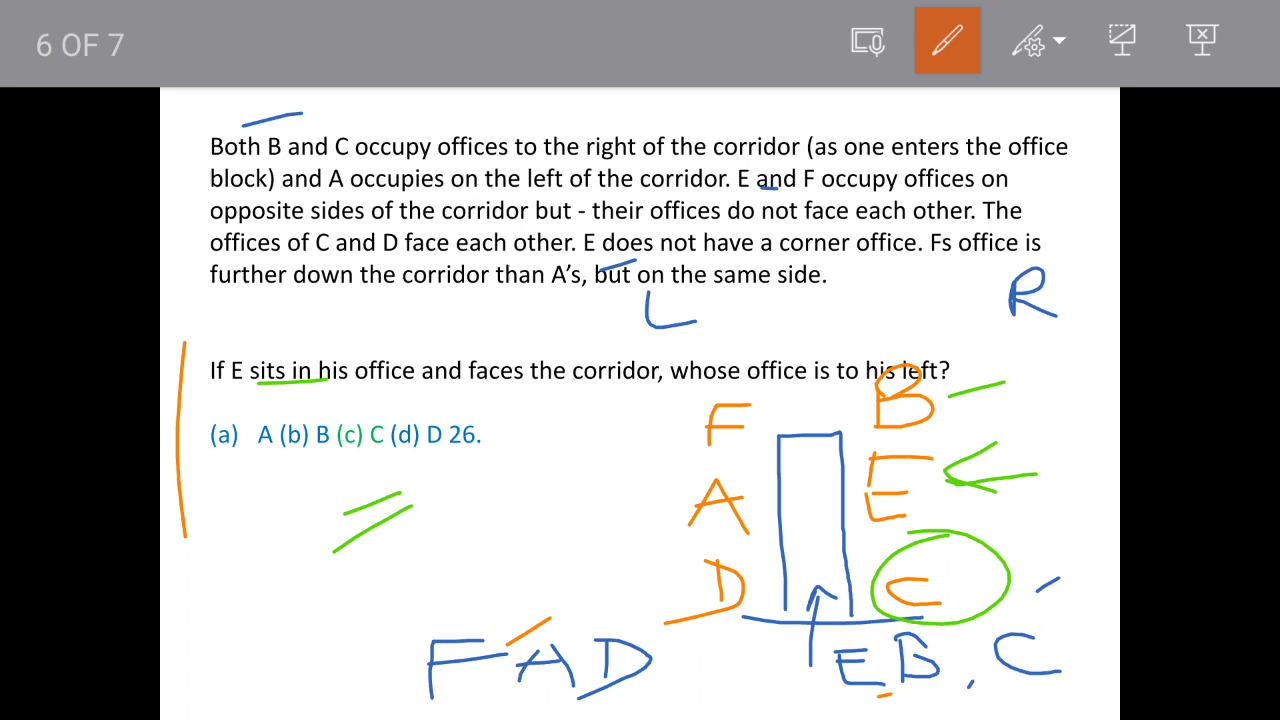 6 OF 7
Both B and C occupy offices to the right of the corridor (as one enters the office
block) and A occupies on the left of the corridor. E and F occupy offices on
opposite sides of the corridor but - their offices do not face each other. The
offices of C and D face each other. E does not have a corner office. Fs office is
further down the corridor than A's, but on the same side.
L R
If E sits in his office and faces the corridor, whose office is to his left?
(a) A (b) B (c) C (d) D 26.
F B
A E
D C
F A D E B , C